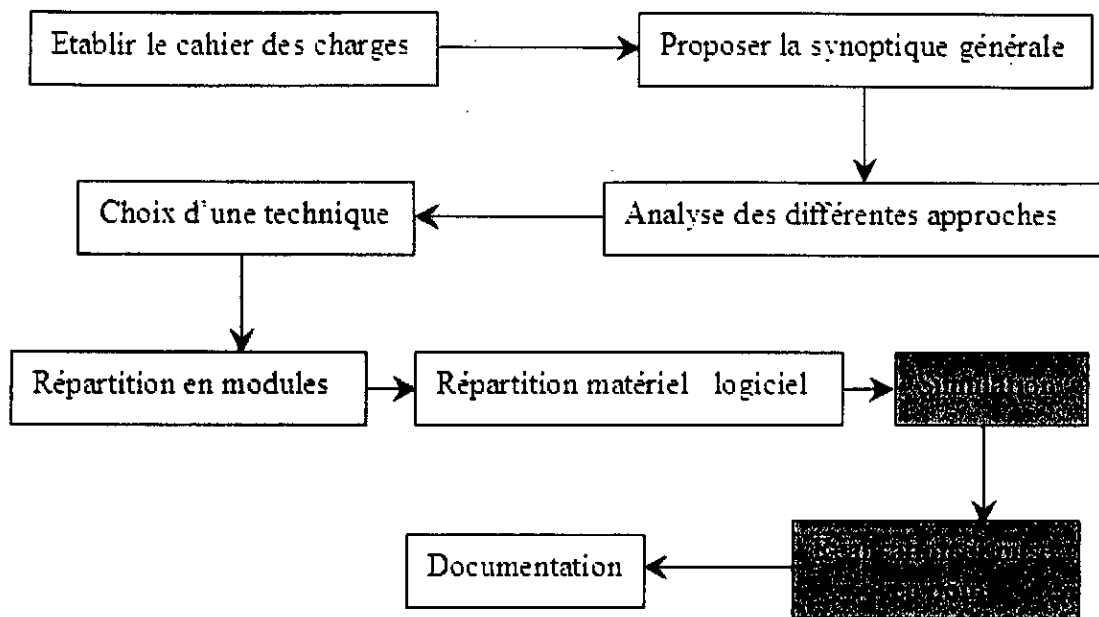 Etablir le cahier des charges
Proposer la synoptique générale
Analyse des différentes approches
Choix d'une technique
Répartition en modules
Répartition matériel logiciel
Simulation
Documentation